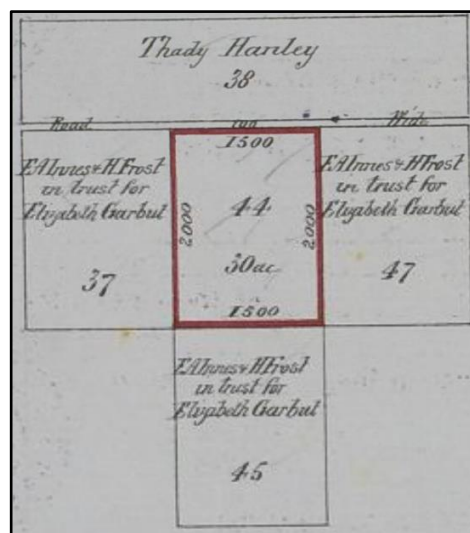 Thady Hanley
38
Road 100 Wide
F.A. Innes & H. Frost
in trust for
Elizabeth Garbut
37
1500
2000
44
2000
30ac
1500
F.A. Innes & H. Frost
in trust for
Elizabeth Garbut
47
F.A. Innes & H. Frost
in trust for
Elizabeth Garbut
45